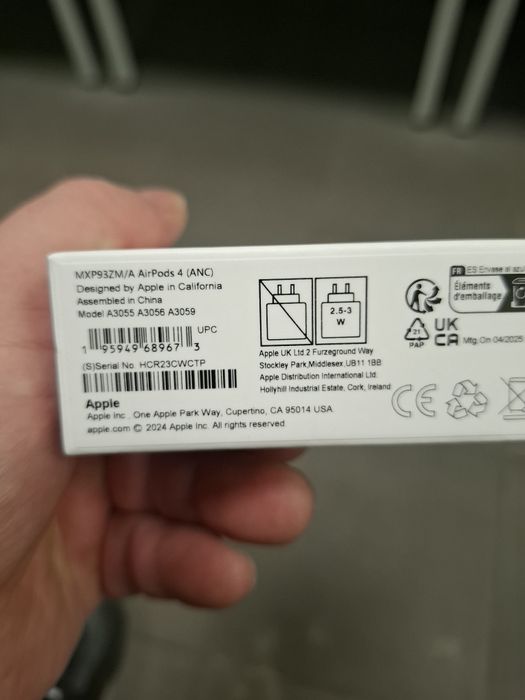 MXP93ZM/A AirPods 4 (ANC)
Designed by Apple in California
Assembled in China
Model A3055 A3056 A3059
UPC
1 95949 68967 3
(S)Serial No. HCR23CWCTP
Apple
Apple Inc., One Apple Park Way, Cupertino, CA 95014 USA
apple.com © 2024 Apple Inc. All rights reserved
2.5-3
W
Apple UK Ltd.2 Furzeground Way
Stockley Park,Middlesex,UB11 1BB
Apple Distribution International Ltd.
Hollyhill Industrial Estate, Cork, Ireland
FR ES Envase al azul
Éléments
d'emballage
21
PAP
UK
CA
Mfg.On 04/2025
CE